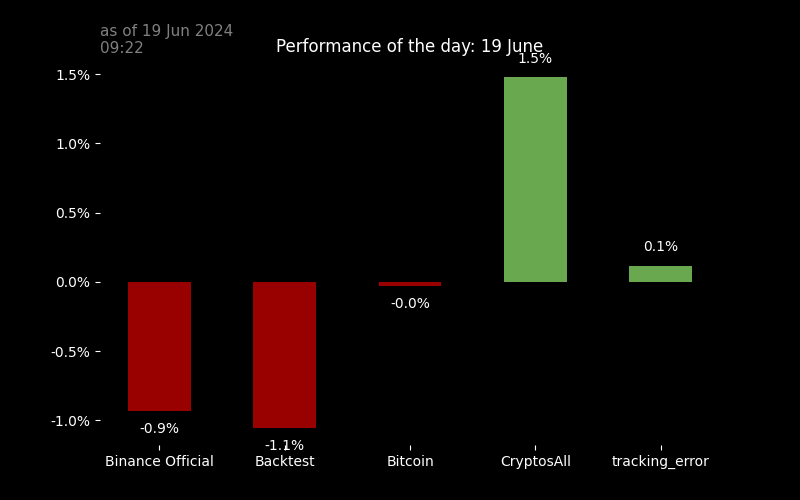 as of 19 Jun 2024
09:22
Performance of the day: 19 June
1.5%
1.5%
1.0%
0.5%
0.1%
0.0%
-0.0%
-0.5%
-1.0%
-0.9%
-1.1%
Binance Official
Backtest
Bitcoin
CryptosAll
tracking_error